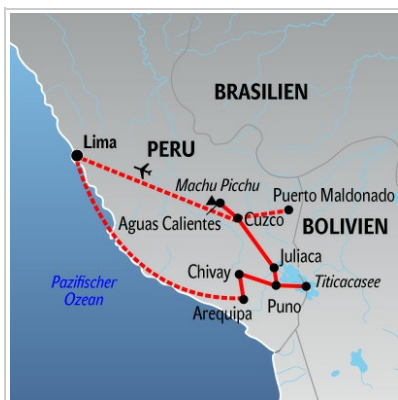 BRASILIEN
Lima
PERU
Machu Picchu
Puerto Maldonado
Aguas Calientes
Cuzco
BOLIVIEN
Juliaca
Chivay
Titicacasee
Pazifischer
Ozean
Puno
Arequipa